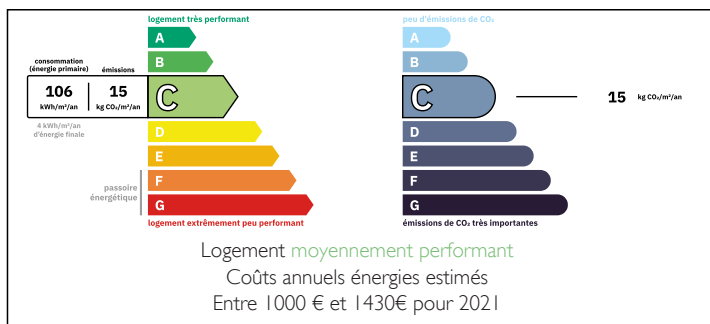 logement très performant
A
B
consommation
(énergie primaire)
émissions
106
kWh/m²/an
15
kg CO₂/m²/an
C
4 kWh/m²/an
d'énergie finale
D
E
F
G
passoire
énergétique
logement extrêmement peu performant
peu d'émissions de CO₂
A
B
C
15 kg CO₂/m²/an
D
E
F
G
émissions de CO₂ très importantes
Logement moyennement performant
Coûts annuels énergies estimés
Entre 1000 € et 1430€ pour 2021